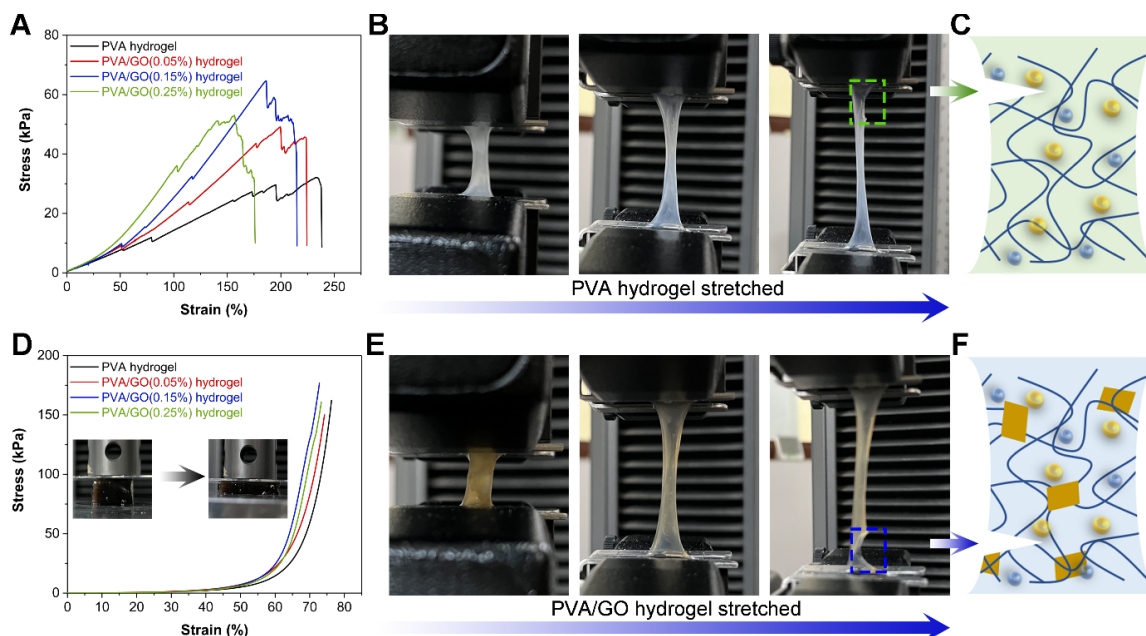 A
PVA hydrogel
PVA/GO(0.05%) hydrogel
PVA/GO(0.15%) hydrogel
PVA/GO(0.25%) hydrogel
80
60
40
20
0
Stress (kPa)
0 50 100 150 200 250
Strain (%)
B
PVA hydrogel stretched
C
D
PVA hydrogel
PVA/GO(0.05%) hydrogel
PVA/GO(0.15%) hydrogel
PVA/GO(0.25%) hydrogel
200
150
100
50
0
Stress (kPa)
0 10 20 30 40 50 60 70 80
Strain (%)
E
PVA/GO hydrogel stretched
F